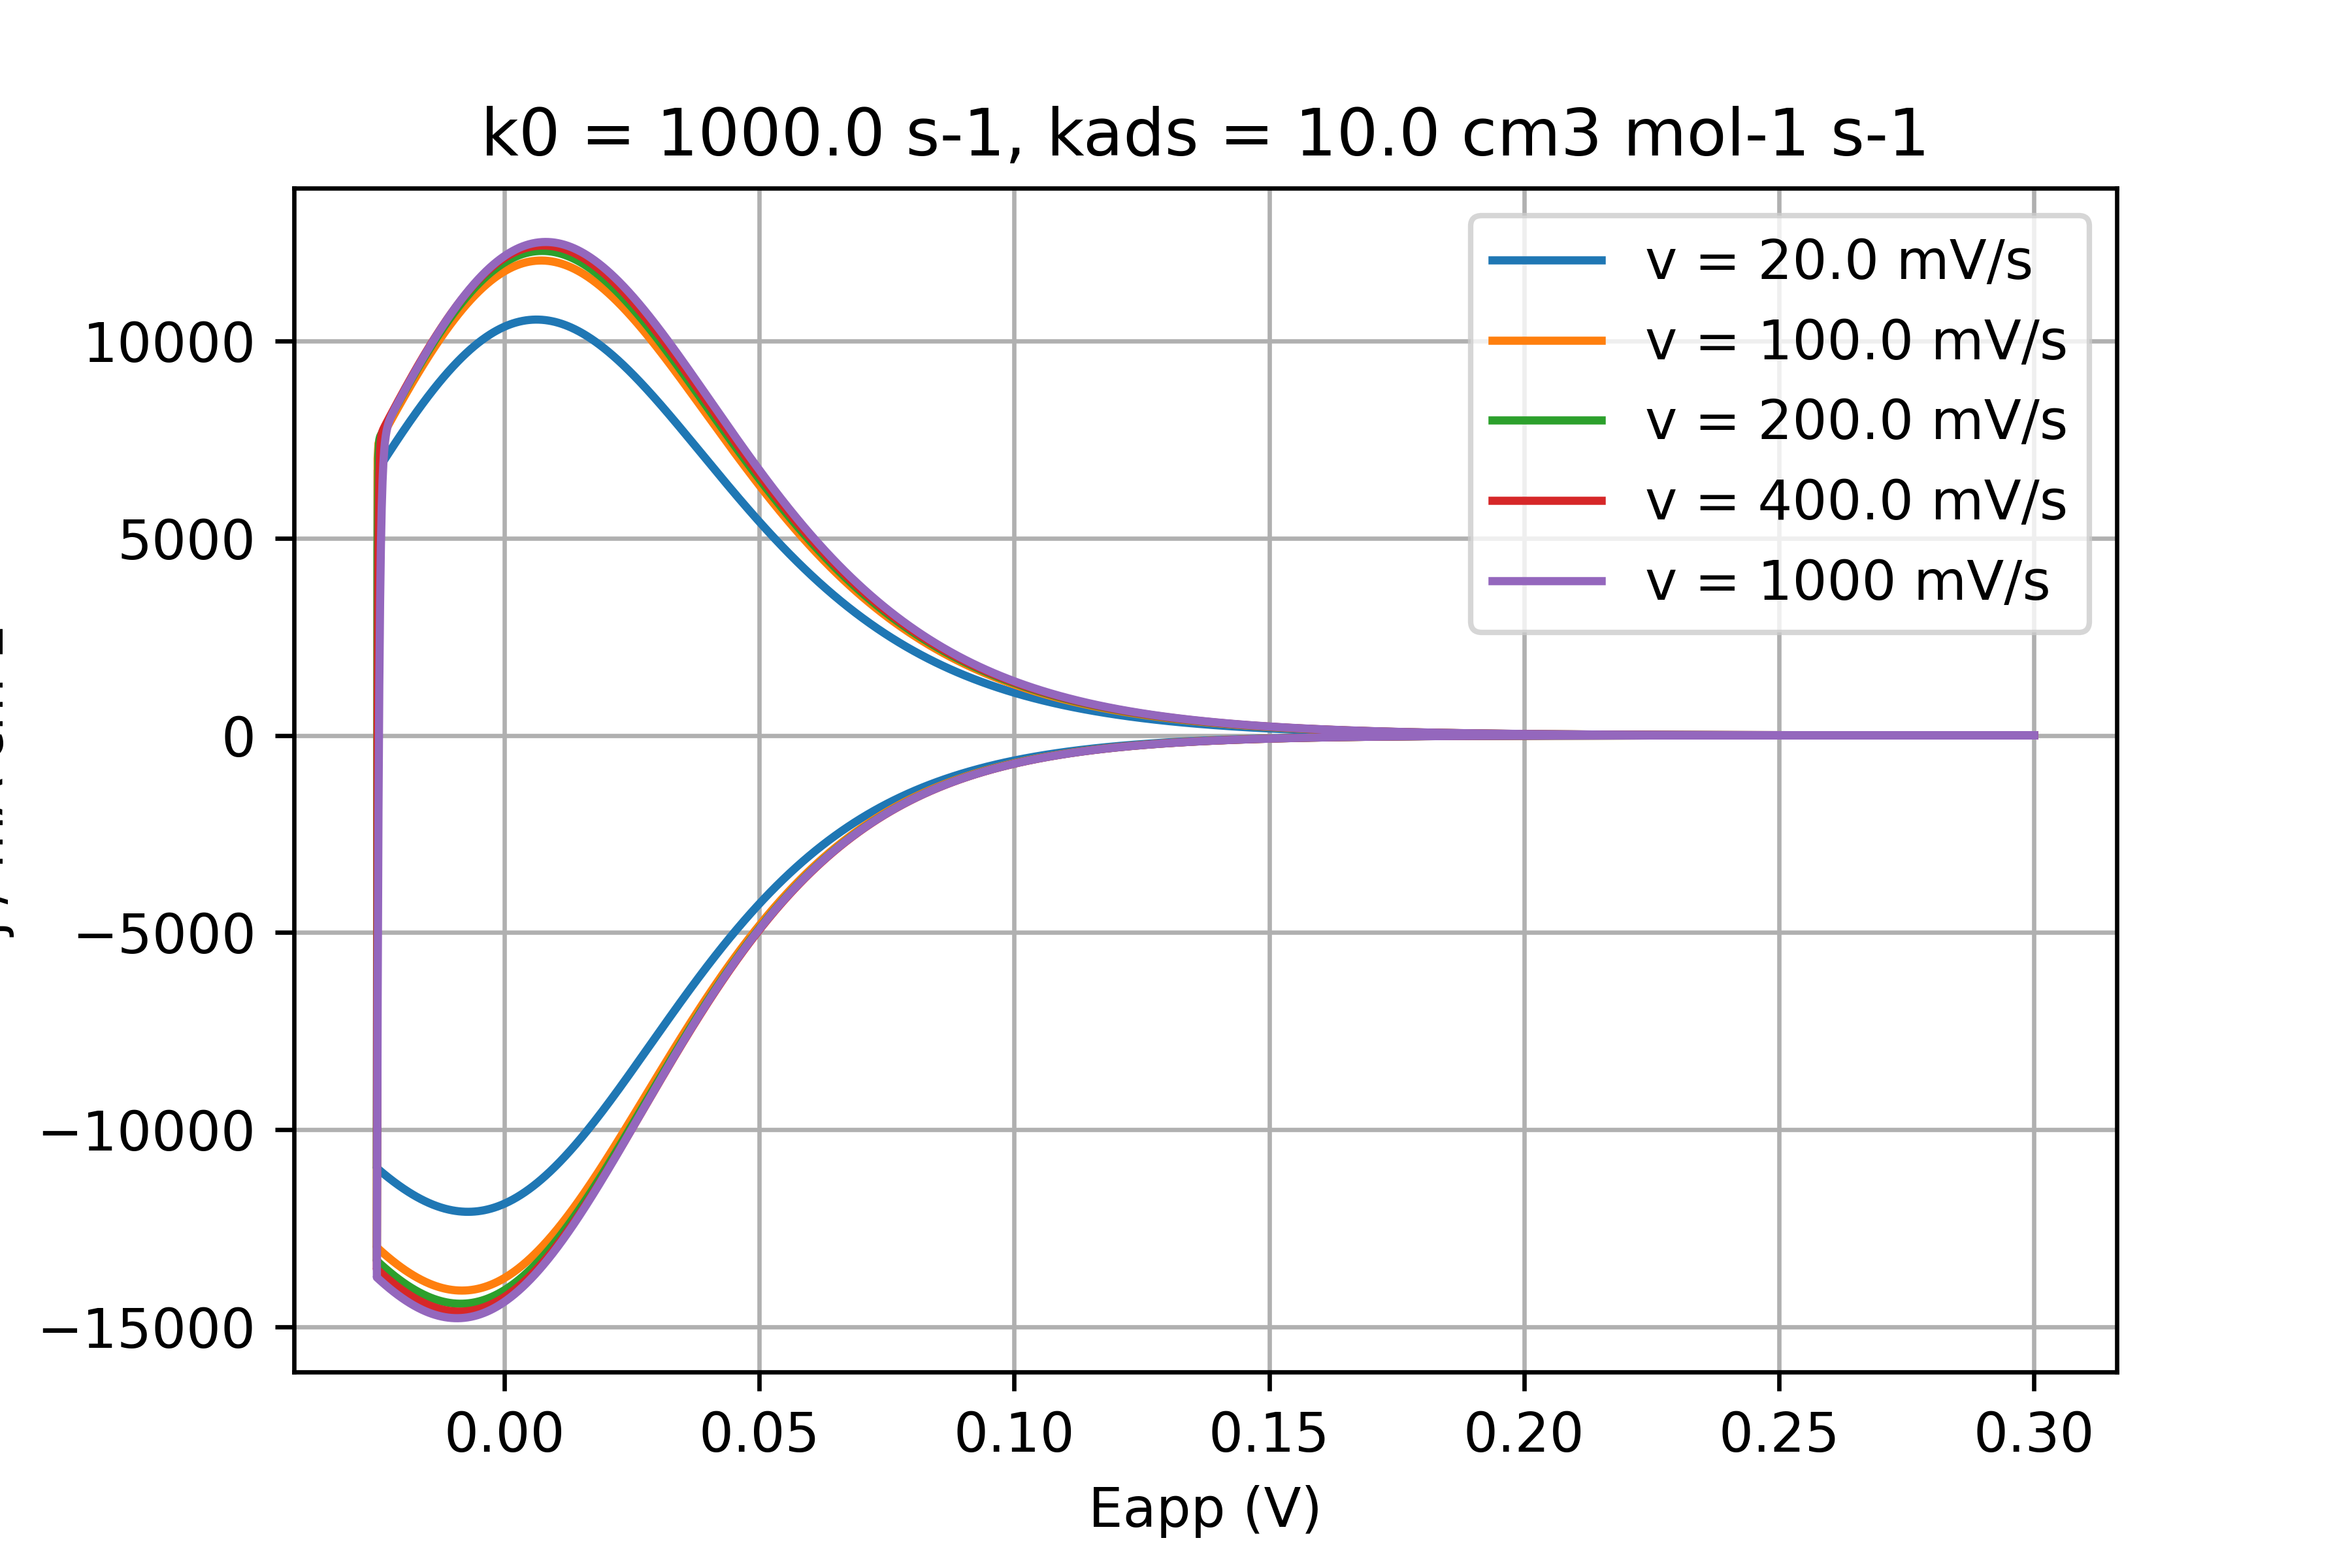 k0 = 1000.0 s-1, kads = 10.0 cm3 mol-1 s-1
v = 20.0 mV/s
v = 100.0 mV/s
v = 200.0 mV/s
v = 400.0 mV/s
v = 1000 mV/s
10000
5000
0
−5000
−10000
−15000
0.00 0.05 0.10 0.15 0.20 0.25 0.30
Eapp (V)